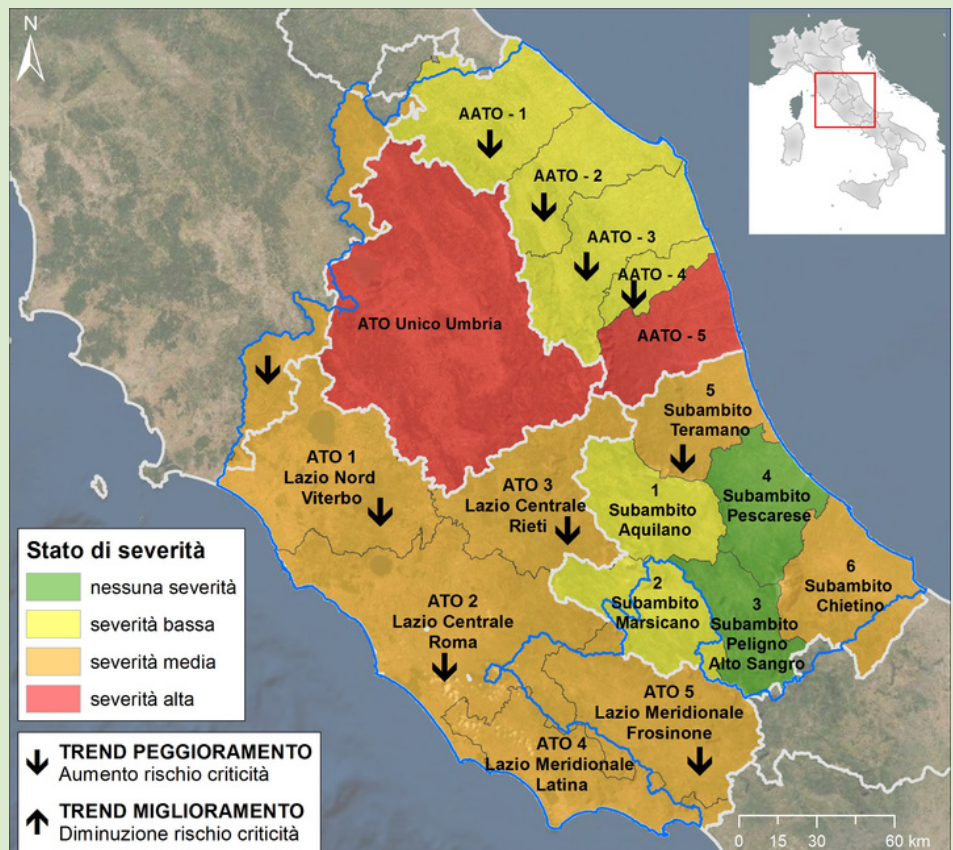 N
AATO - 1
AATO - 2
AATO - 3
AATO - 4
AATO - 5
ATO Unico Umbria
5
Subambito
Teramano
ATO 1
Lazio Nord
Viterbo
ATO 3
Lazio Centrale
Rieti
1
Subambito
Aquilano
4
Subambito
Pescarese
6
Subambito
Chietino
2
Subambito
Marsicano
3
Subambito
Peligno
Alto Sangro
ATO 2
Lazio Centrale
Roma
ATO 5
Lazio Meridionale
Frosinone
ATO 4
Lazio Meridionale
Latina
Stato di severità
nessuna severità
severità bassa
severità media
severità alta
TREND PEGGIORAMENTO
Aumento rischio criticità
TREND MIGLIORAMENTO
Diminuzione rischio criticità
0 15 30 60 km